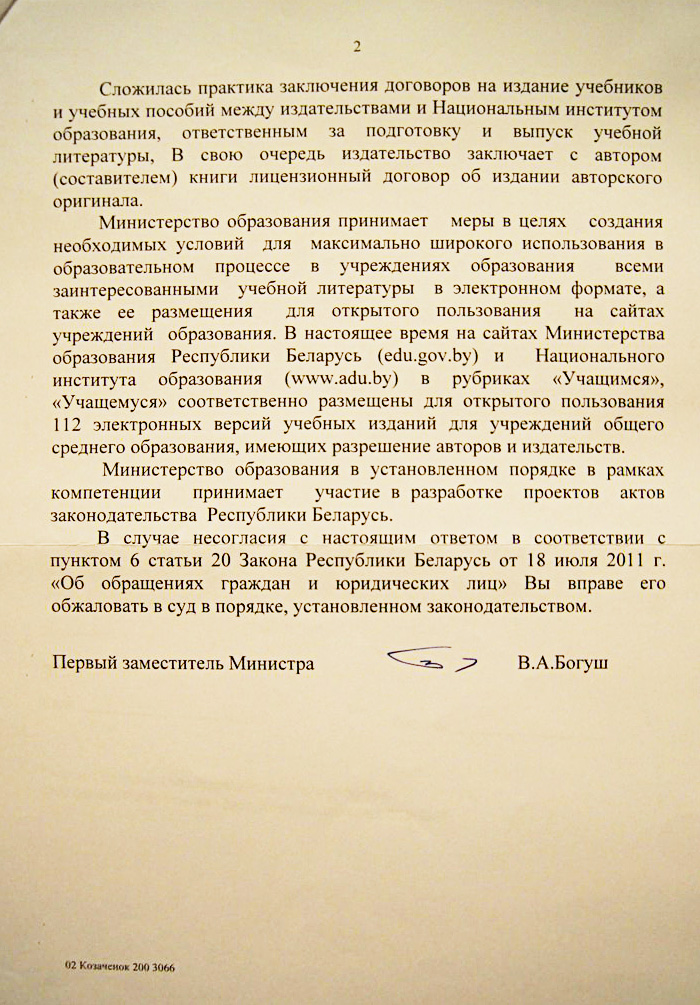 2
Сложилась практика заключения договоров на издание учебников
и учебных пособий между издательствами и Национальным институтом
образования, ответственным за подготовку и выпуск учебной
литературы, В свою очередь издательство заключает с автором
(составителем) книги лицензионный договор об издании авторского
оригинала.
Министерство образования принимает меры в целях создания
необходимых условий для максимально широкого использования в
образовательном процессе в учреждениях образования всеми
заинтересованными учебной литературы в электронном формате, а
также ее размещения для открытого пользования на сайтах
учреждений образования. В настоящее время на сайтах Министерства
образования Республики Беларусь (edu.gov.by) и Национального
института образования (www.adu.by) в рубриках «Учащимся»,
«Учащемуся» соответственно размещены для открытого пользования
112 электронных версий учебных изданий для учреждений общего
среднего образования, имеющих разрешение авторов и издательств.
Министерство образования в установленном порядке в рамках
компетенции принимает участие в разработке проектов актов
законодательства Республики Беларусь.
В случае несогласия с настоящим ответом в соответствии с
пунктом 6 статьи 20 Закона Республики Беларусь от 18 июля 2011 г.
«Об обращениях граждан и юридических лиц» Вы вправе его
обжаловать в суд в порядке, установленном законодательством.
Первый заместитель Министра В.А.Богуш
02 Козаченок 200 3066